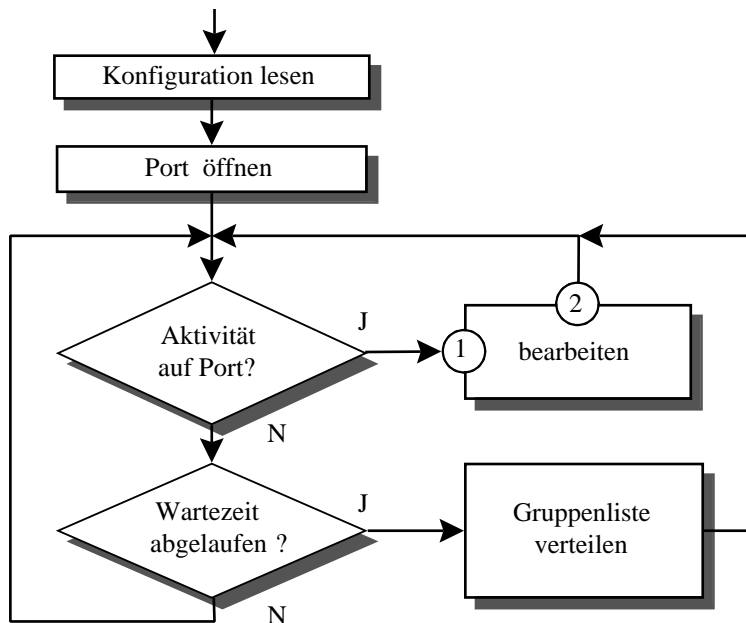 Konfiguration lesen
Port öffnen
Aktivität
auf Port?
J
1
2
bearbeiten
N
Wartezeit
abgelaufen ?
J
Gruppenliste
verteilen
N